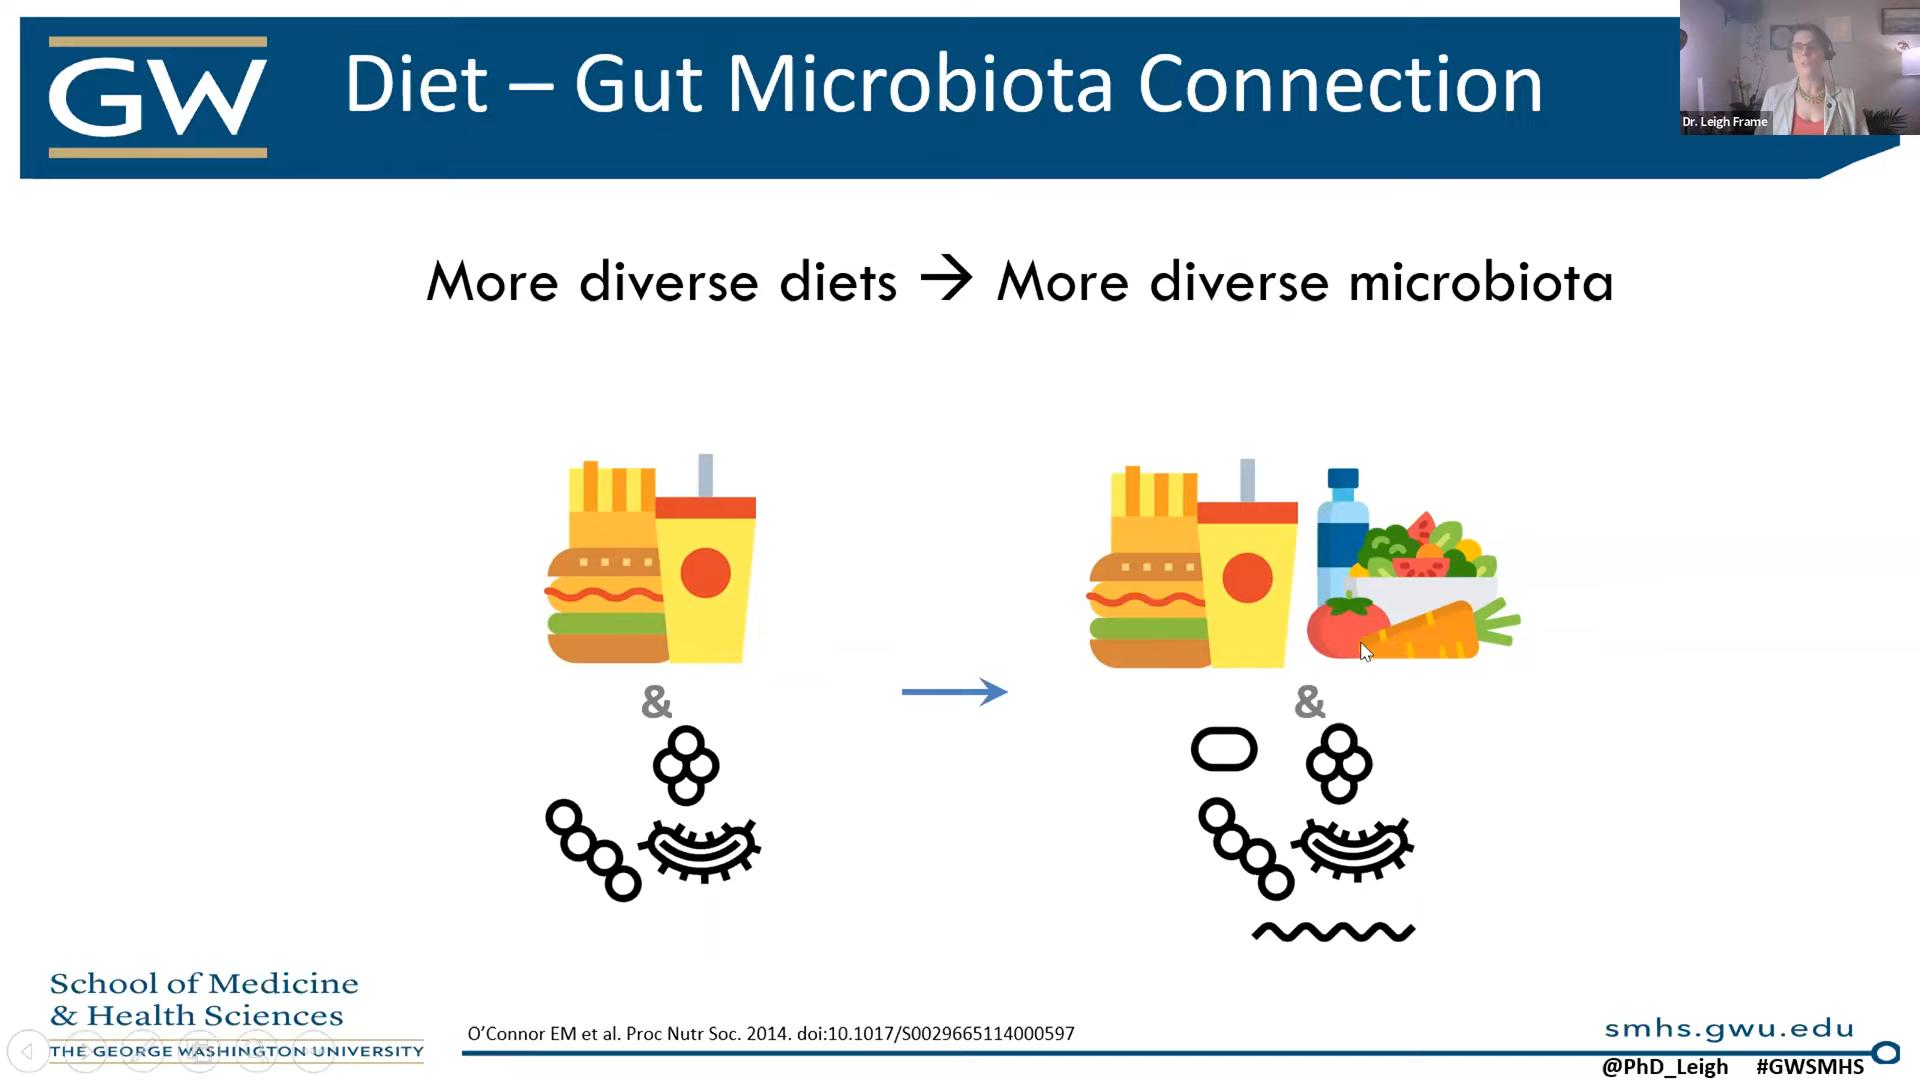 GW
Diet – Gut Microbiota Connection
Dr. Leigh Frame
More diverse diets → More diverse microbiota
&
&
School of Medicine
& Health Sciences
THE GEORGE WASHINGTON UNIVERSITY
O'Connor EM et al. Proc Nutr Soc. 2014. doi:10.1017/S0029665114000597
smhs.gwu.edu
@PhD_Leigh #GWSMHS